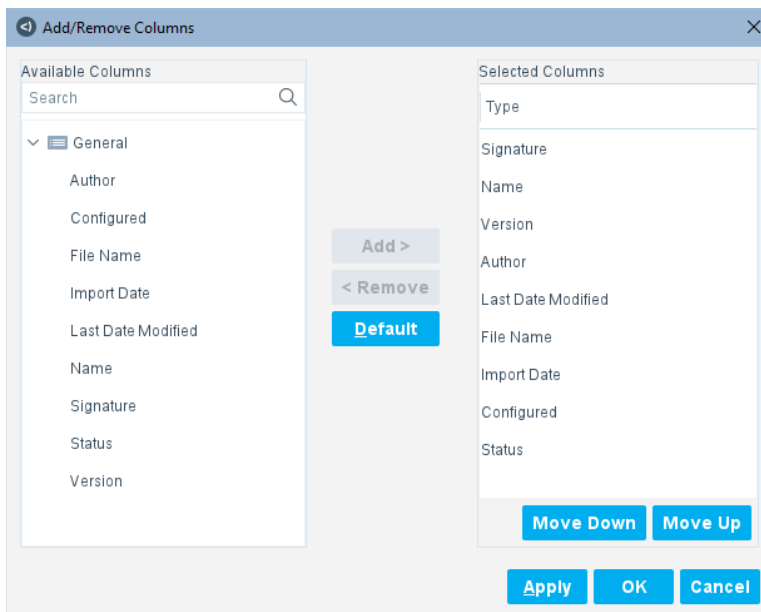 Add/Remove Columns
Available Columns
Search
General
Author
Configured
File Name
Import Date
Last Date Modified
Name
Signature
Status
Version
Add >
< Remove
Default
Selected Columns
Type
Signature
Name
Version
Author
Last Date Modified
File Name
Import Date
Configured
Status
Move Down
Move Up
Apply
OK
Cancel